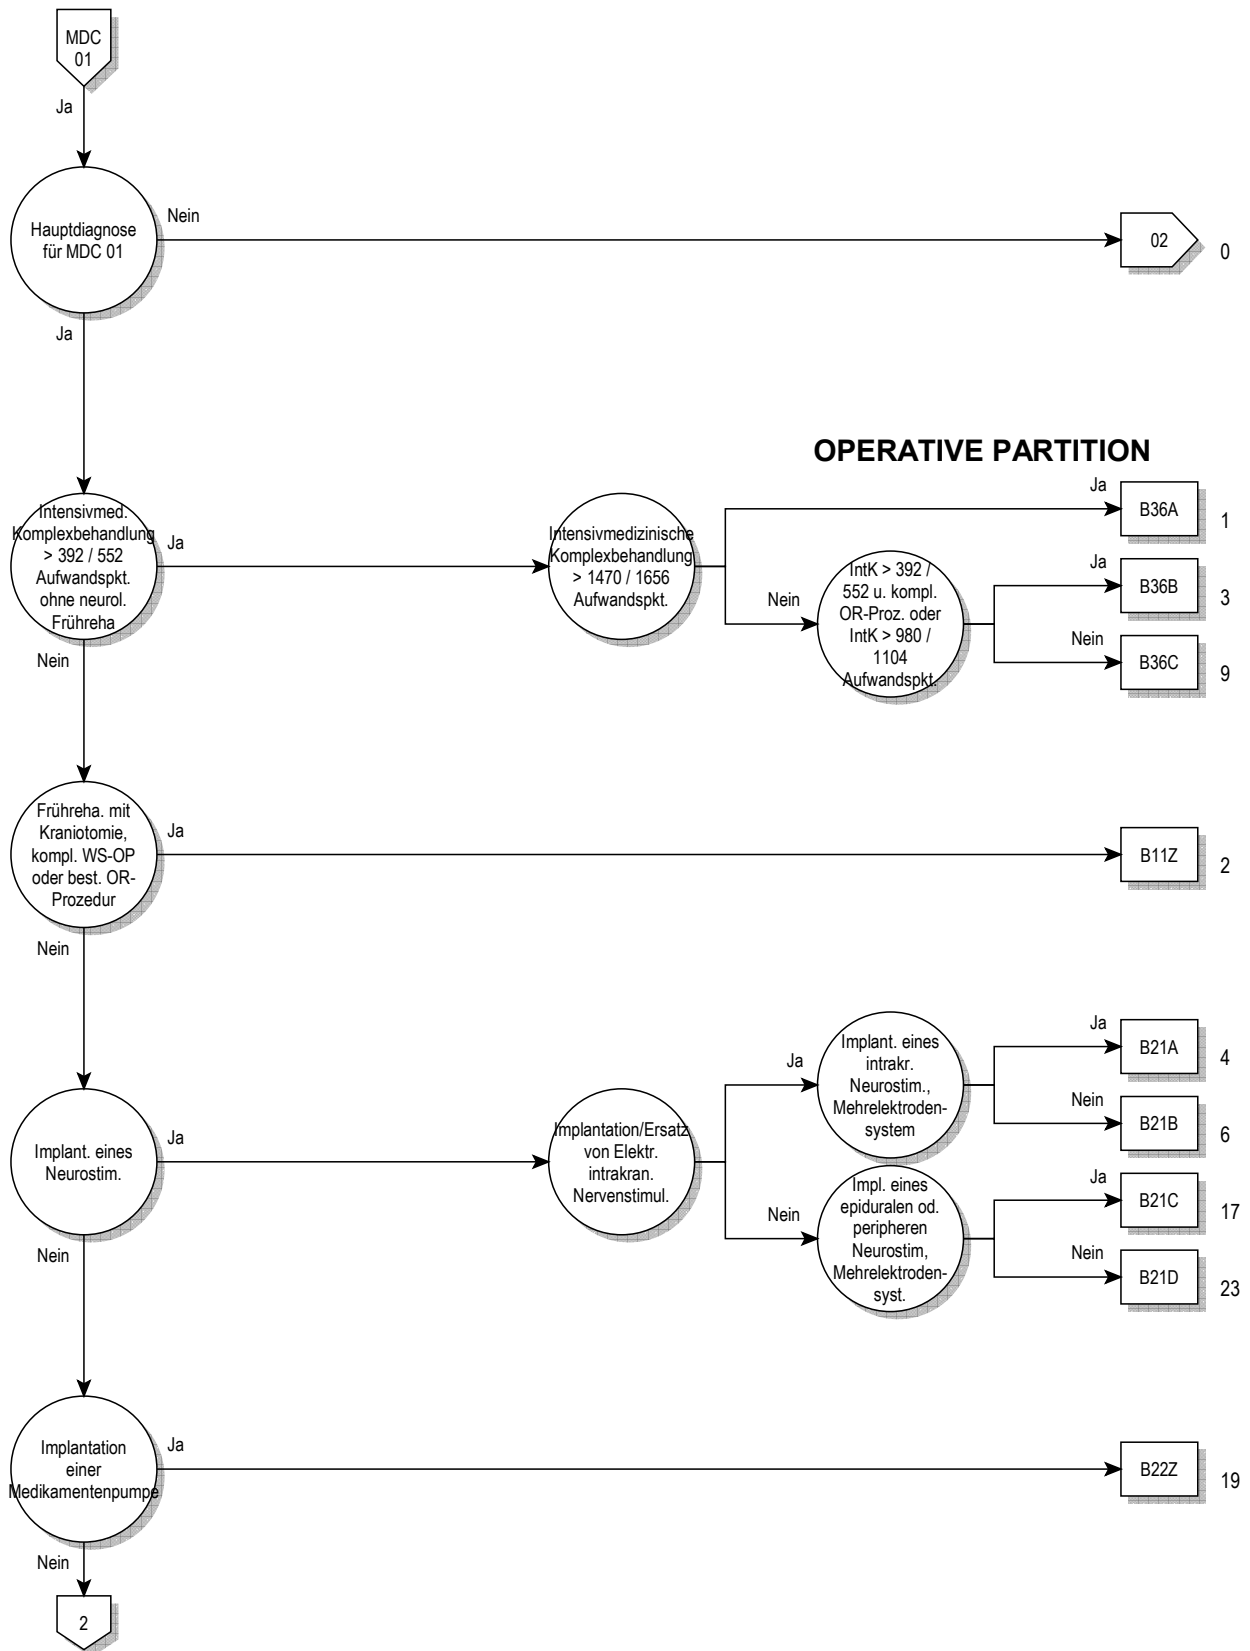 MDC
01
Ja
Hauptdiagnose
für MDC 01
Nein
02
0
Ja
OPERATIVE PARTITION
Intensivmed.
Komplexbehandlung
> 392 / 552
Aufwandspkt.
ohne neurol.
Frühreha
Ja
Intensivmedizinische
Komplexbehandlung
> 1470 / 1656
Aufwandspkt.
Ja
B36A
1
Nein
IntK > 392 /
552 u. kompl.
OR-Proz. oder
IntK > 980 /
1104
Aufwandspkt.
Ja
B36B
3
Nein
B36C
9
Nein
Frühreha. mit
Kraniotomie,
kompl. WS-OP
oder best. OR-
Prozedur
Ja
B11Z
2
Nein
Implant. eines
Neurostim.
Ja
Implantation/Ersatz
von Elektr.
intrakran.
Nervenstimul.
Ja
Implant. eines
intrakr.
Neurostim.,
Mehrelektroden-
system
Ja
B21A
4
Nein
B21B
6
Nein
Impl. eines
epiduralen od.
peripheren
Neurostim,
Mehrelektroden-
syst.
Ja
B21C
17
Nein
B21D
23
Nein
Implantation
einer
Medikamentenpumpe
Ja
B22Z
19
Nein
2